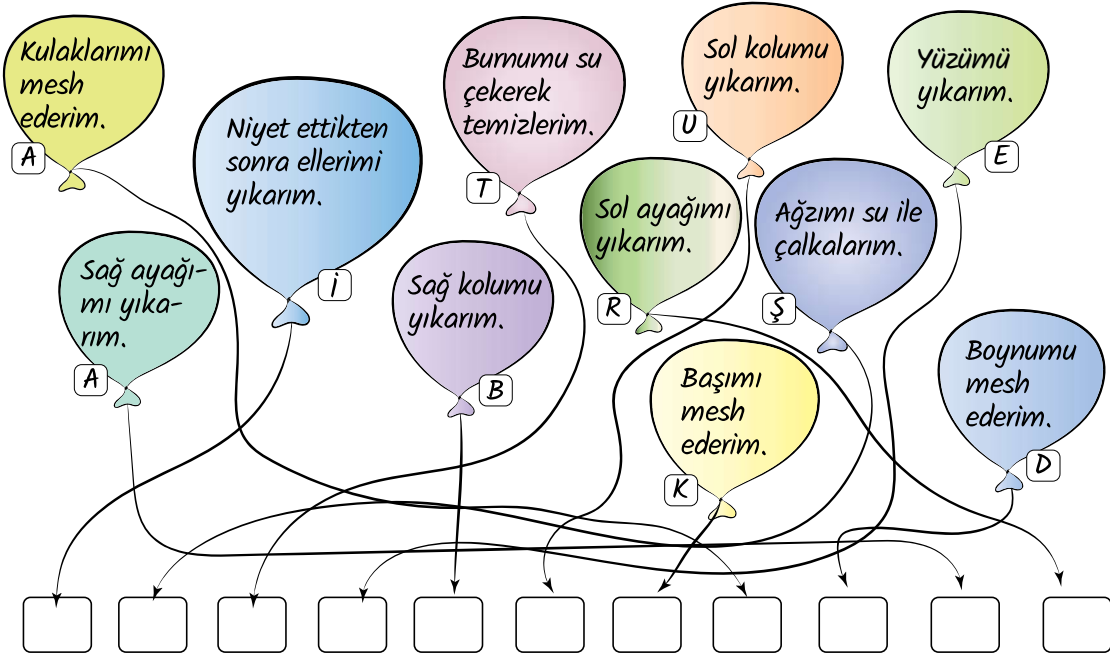 Kulaklarımı
mesh
ederim.
A
Niyet ettikten
sonra ellerimi
yıkarım.
İ
Burnumu su
çekerek
temizlerim.
T
Sol kolumu
yıkarım.
U
Yüzümü
yıkarım.
E
Sağ ayağı-
mı yıka-
rım.
A
Sağ kolumu
yıkarım.
B
Sol ayağımı
yıkarım.
R
Ağzımı su ile
çalkalarım.
Ş
Başımı
mesh
ederim.
K
Boynumu
mesh
ederim.
D